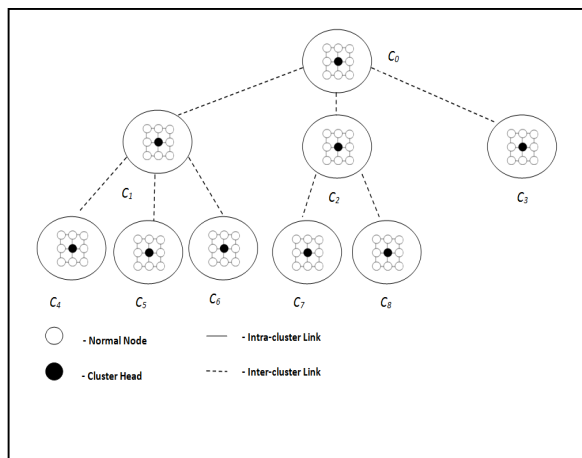 C0
C1
C2
C3
C4
C5
C6
C7
C8
- Normal Node
- Intra-cluster Link
- Cluster Head
- Inter-cluster Link